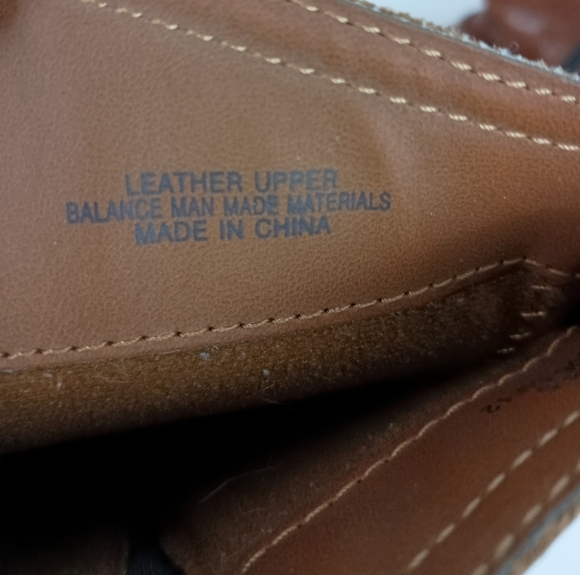 LEATHER UPPER
BALANCE MAN MADE MATERIALS
MADE IN CHINA